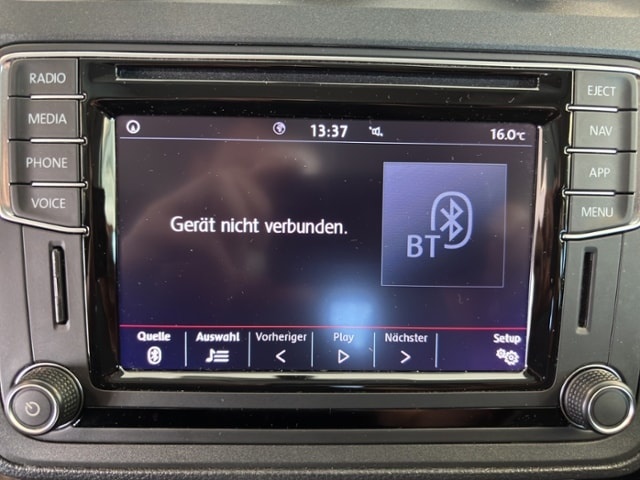 RADIO
MEDIA
PHONE
VOICE
EJECT
NAV
APP
MENU
13:37
16.0°C
Gerät nicht verbunden.
BT
Quelle Auswahl Vorheriger Play Nächster Setup